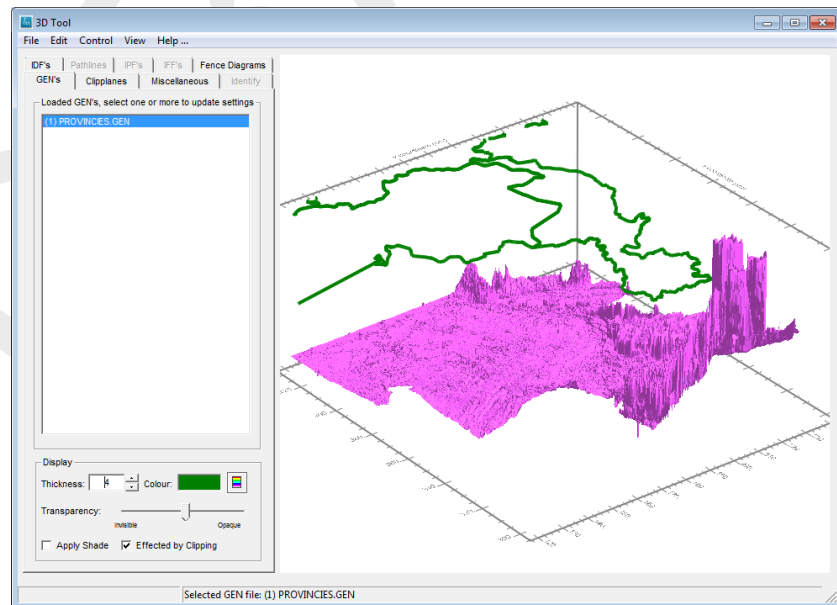 3D Tool
File Edit Control View Help ...
IDF's Pathlines IPF's IFF's Fence Diagrams
GEN's Clipplanes Miscellaneous Identify
Loaded GEN's, select one or more to update settings
(1) PROVINCIES.GEN
Display
Thickness: 4 Colour:
Transparency:
Invisible Opaque
Apply Shade Effected by Clipping
Selected GEN file: (1) PROVINCIES.GEN